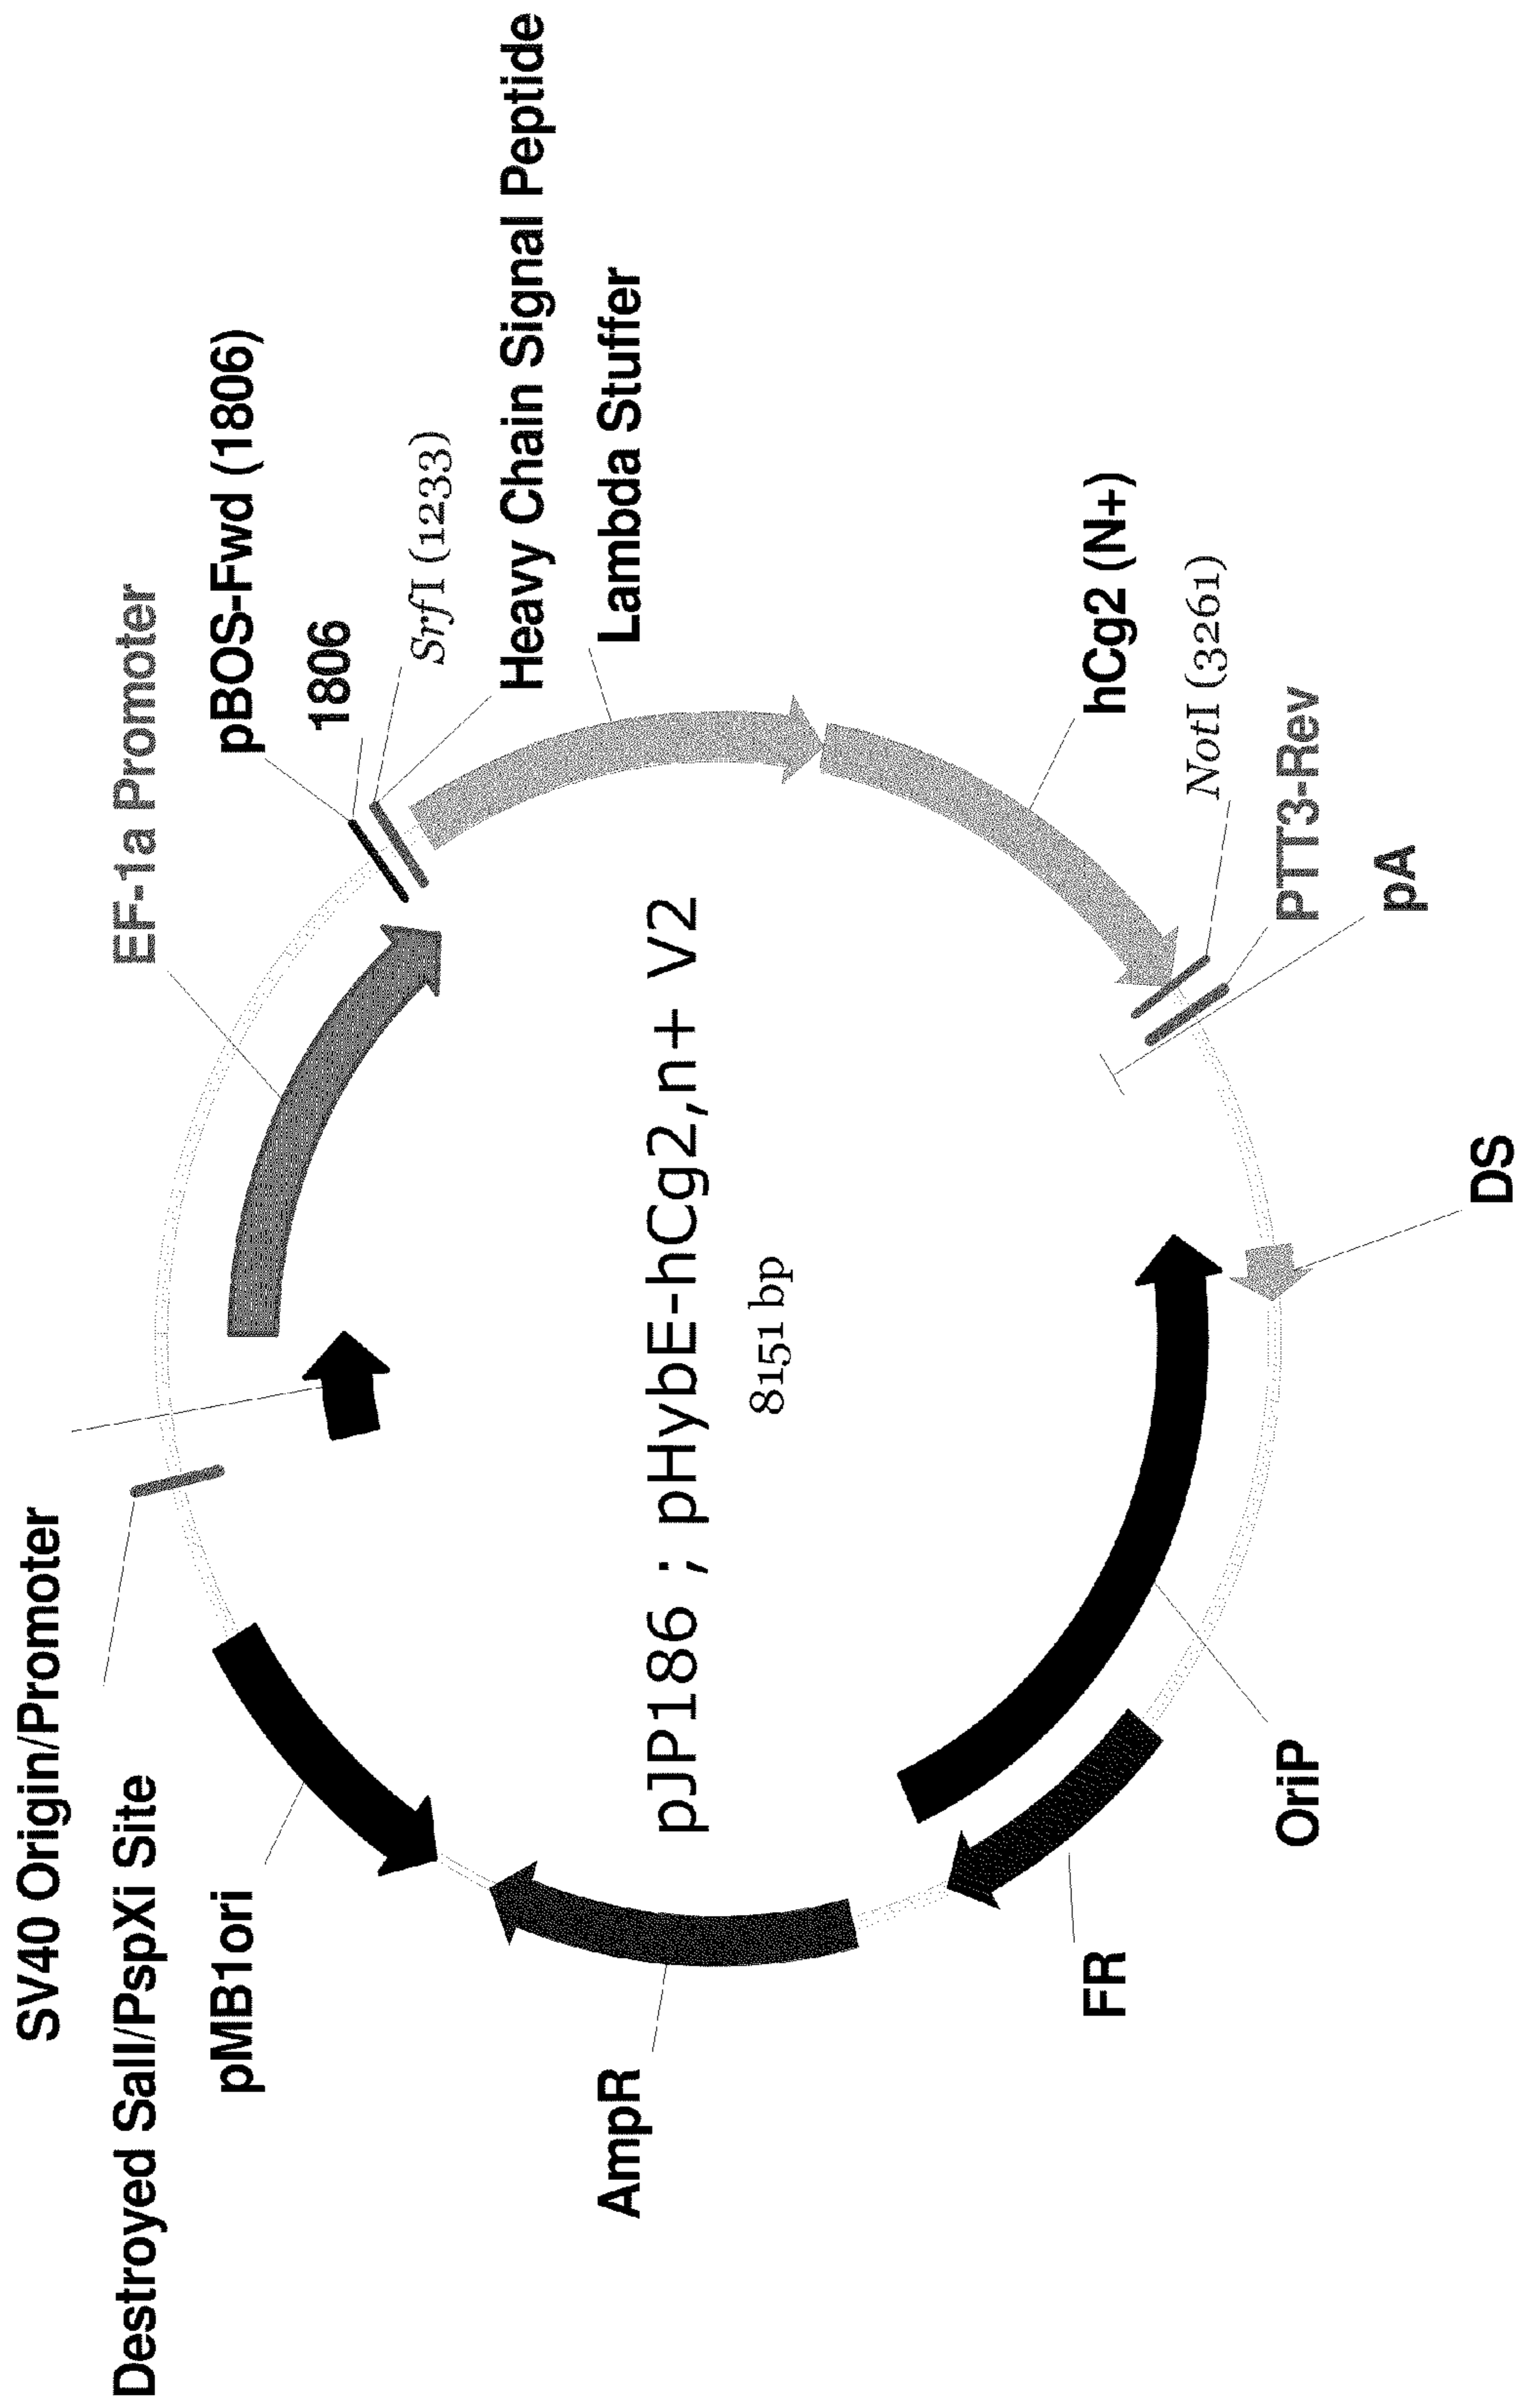 SV40 Origin/Promoter
Destroyed SalI/PspXi Site
EF-1a Promoter
pMB1ori
pBOS-Fwd (1806)
1806
SrfI (1233)
Heavy Chain Signal Peptide
AmpR
Lambda Stuffer
pJP186 ; pHybE-hCg2,n+ V2
8151 bp
FR
hCg2 (N+)
NotI (3261)
OriP
PTT3-Rev
pA
DS